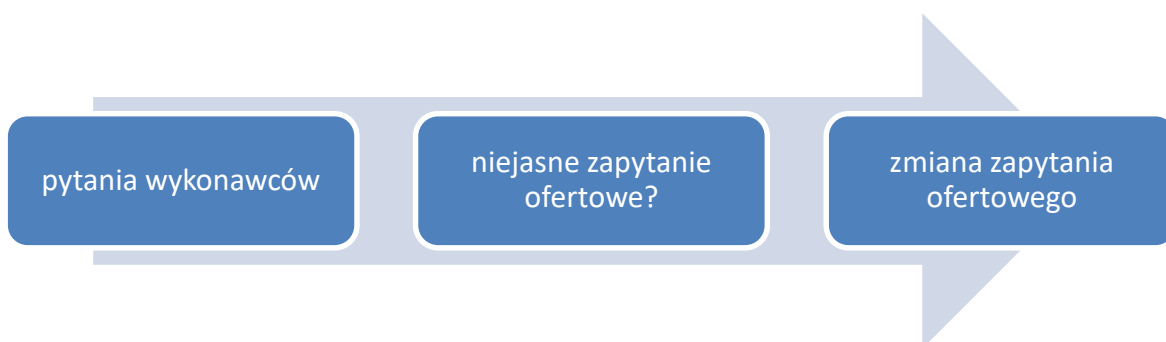 pytania wykonawców
niejasne zapytanie
ofertowe?
zmiana zapytania
ofertowego